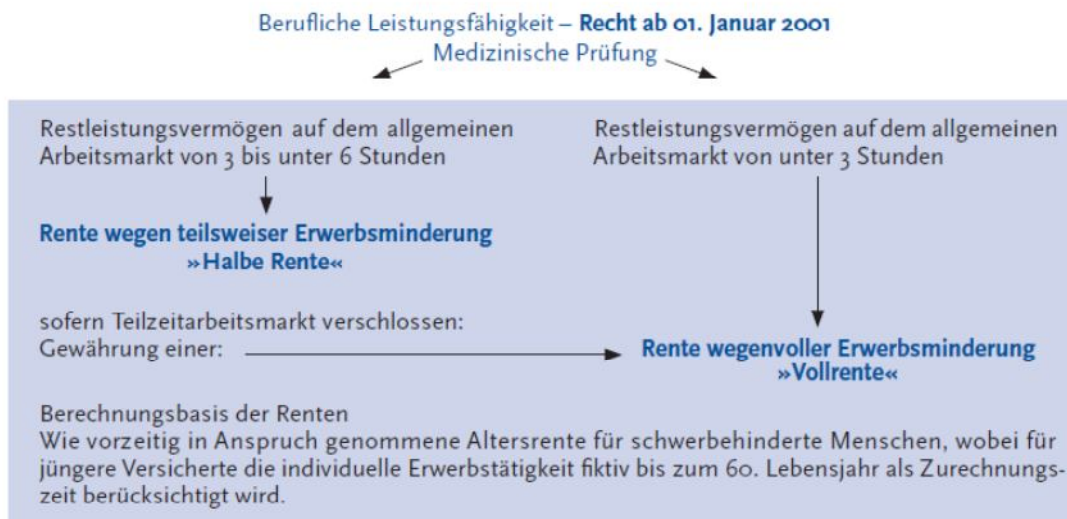 Berufliche Leistungsfähigkeit – Recht ab 01. Januar 2001
Medizinische Prüfung
Restleistungsvermögen auf dem allgemeinen
Arbeitsmarkt von 3 bis unter 6 Stunden
Rente wegen teilsweiser Erwerbsminderung
»Halbe Rente«
Restleistungsvermögen auf dem allgemeinen
Arbeitsmarkt von unter 3 Stunden
sofern Teilzeitarbeitsmarkt verschlossen:
Gewährung einer:
Rente wegenvoller Erwerbsminderung
»Vollrente«
Berechnungsbasis der Renten
Wie vorzeitig in Anspruch genommene Altersrente für schwerbehinderte Menschen, wobei für
jüngere Versicherte die individuelle Erwerbstätigkeit fiktiv bis zum 60. Lebensjahr als Zurechnungs-
zeit berücksichtigt wird.